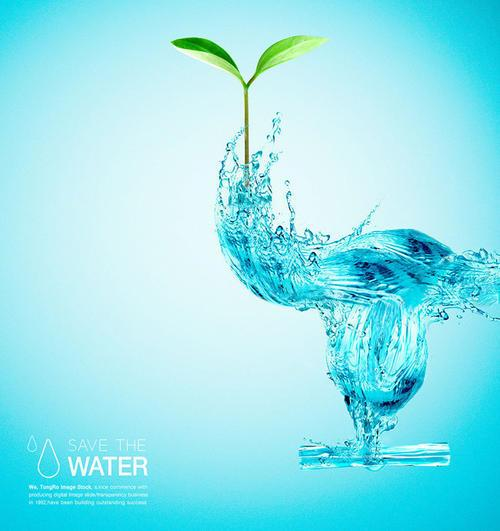 SAVE THE
WATER
We, TongRo Image Stock, s.ince commence with
producing digital image slide/transparency business
in 1992,have been building outstanding success